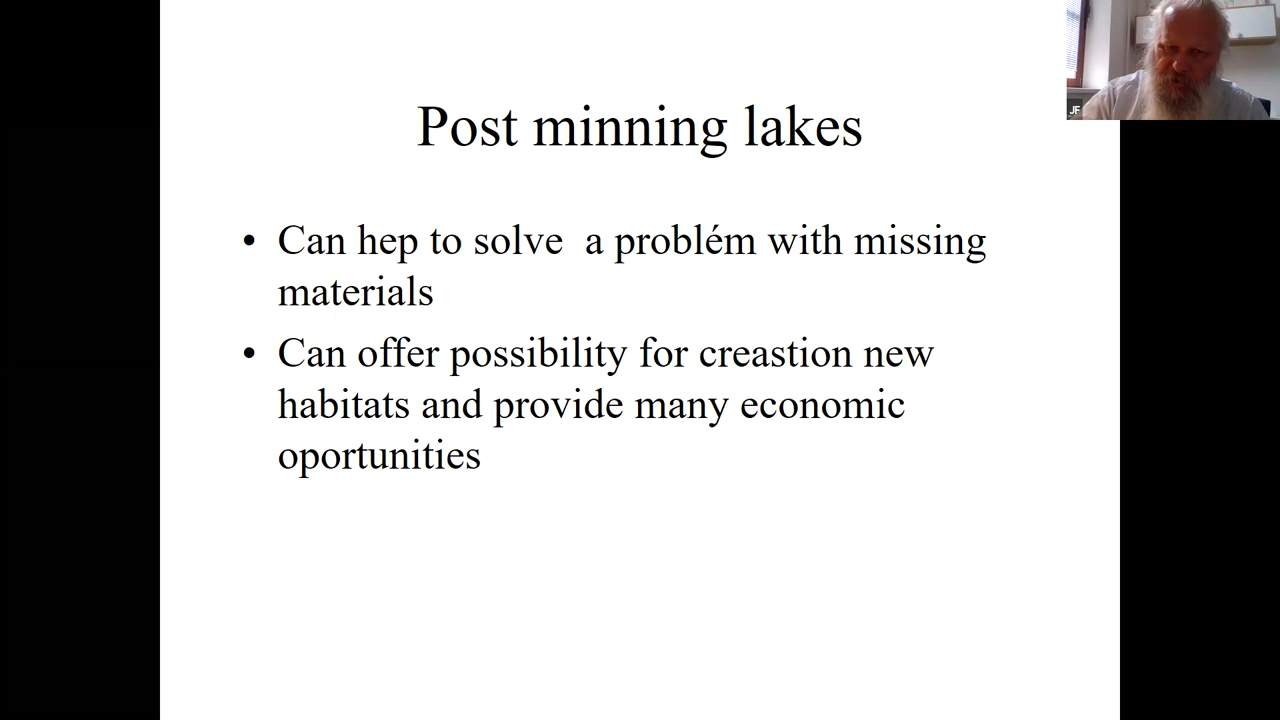 Post minning lakes
JF
• Can hep to solve  a problém with missing
materials
• Can offer possibility for creastion new
habitats and provide many economic
oportunities